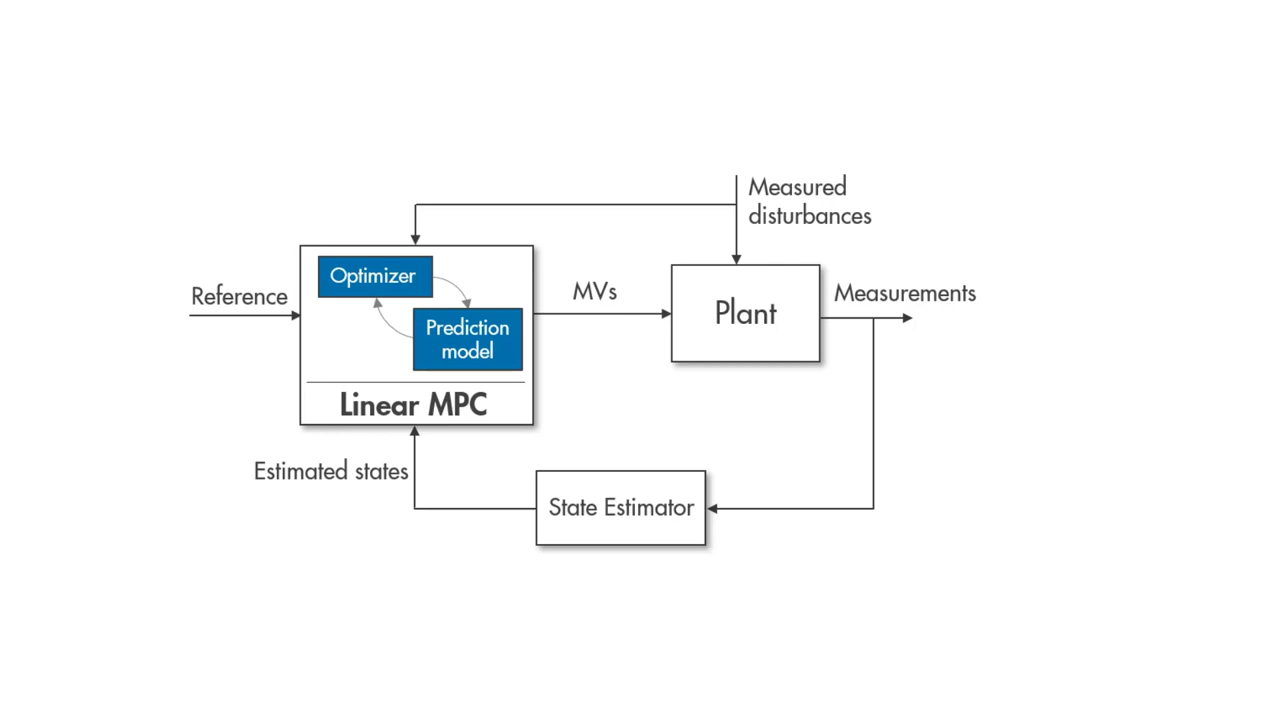 Measured
disturbances
Optimizer
Reference
MVs
Plant
Measurements
Prediction
model
Linear MPC
Estimated states
State Estimator